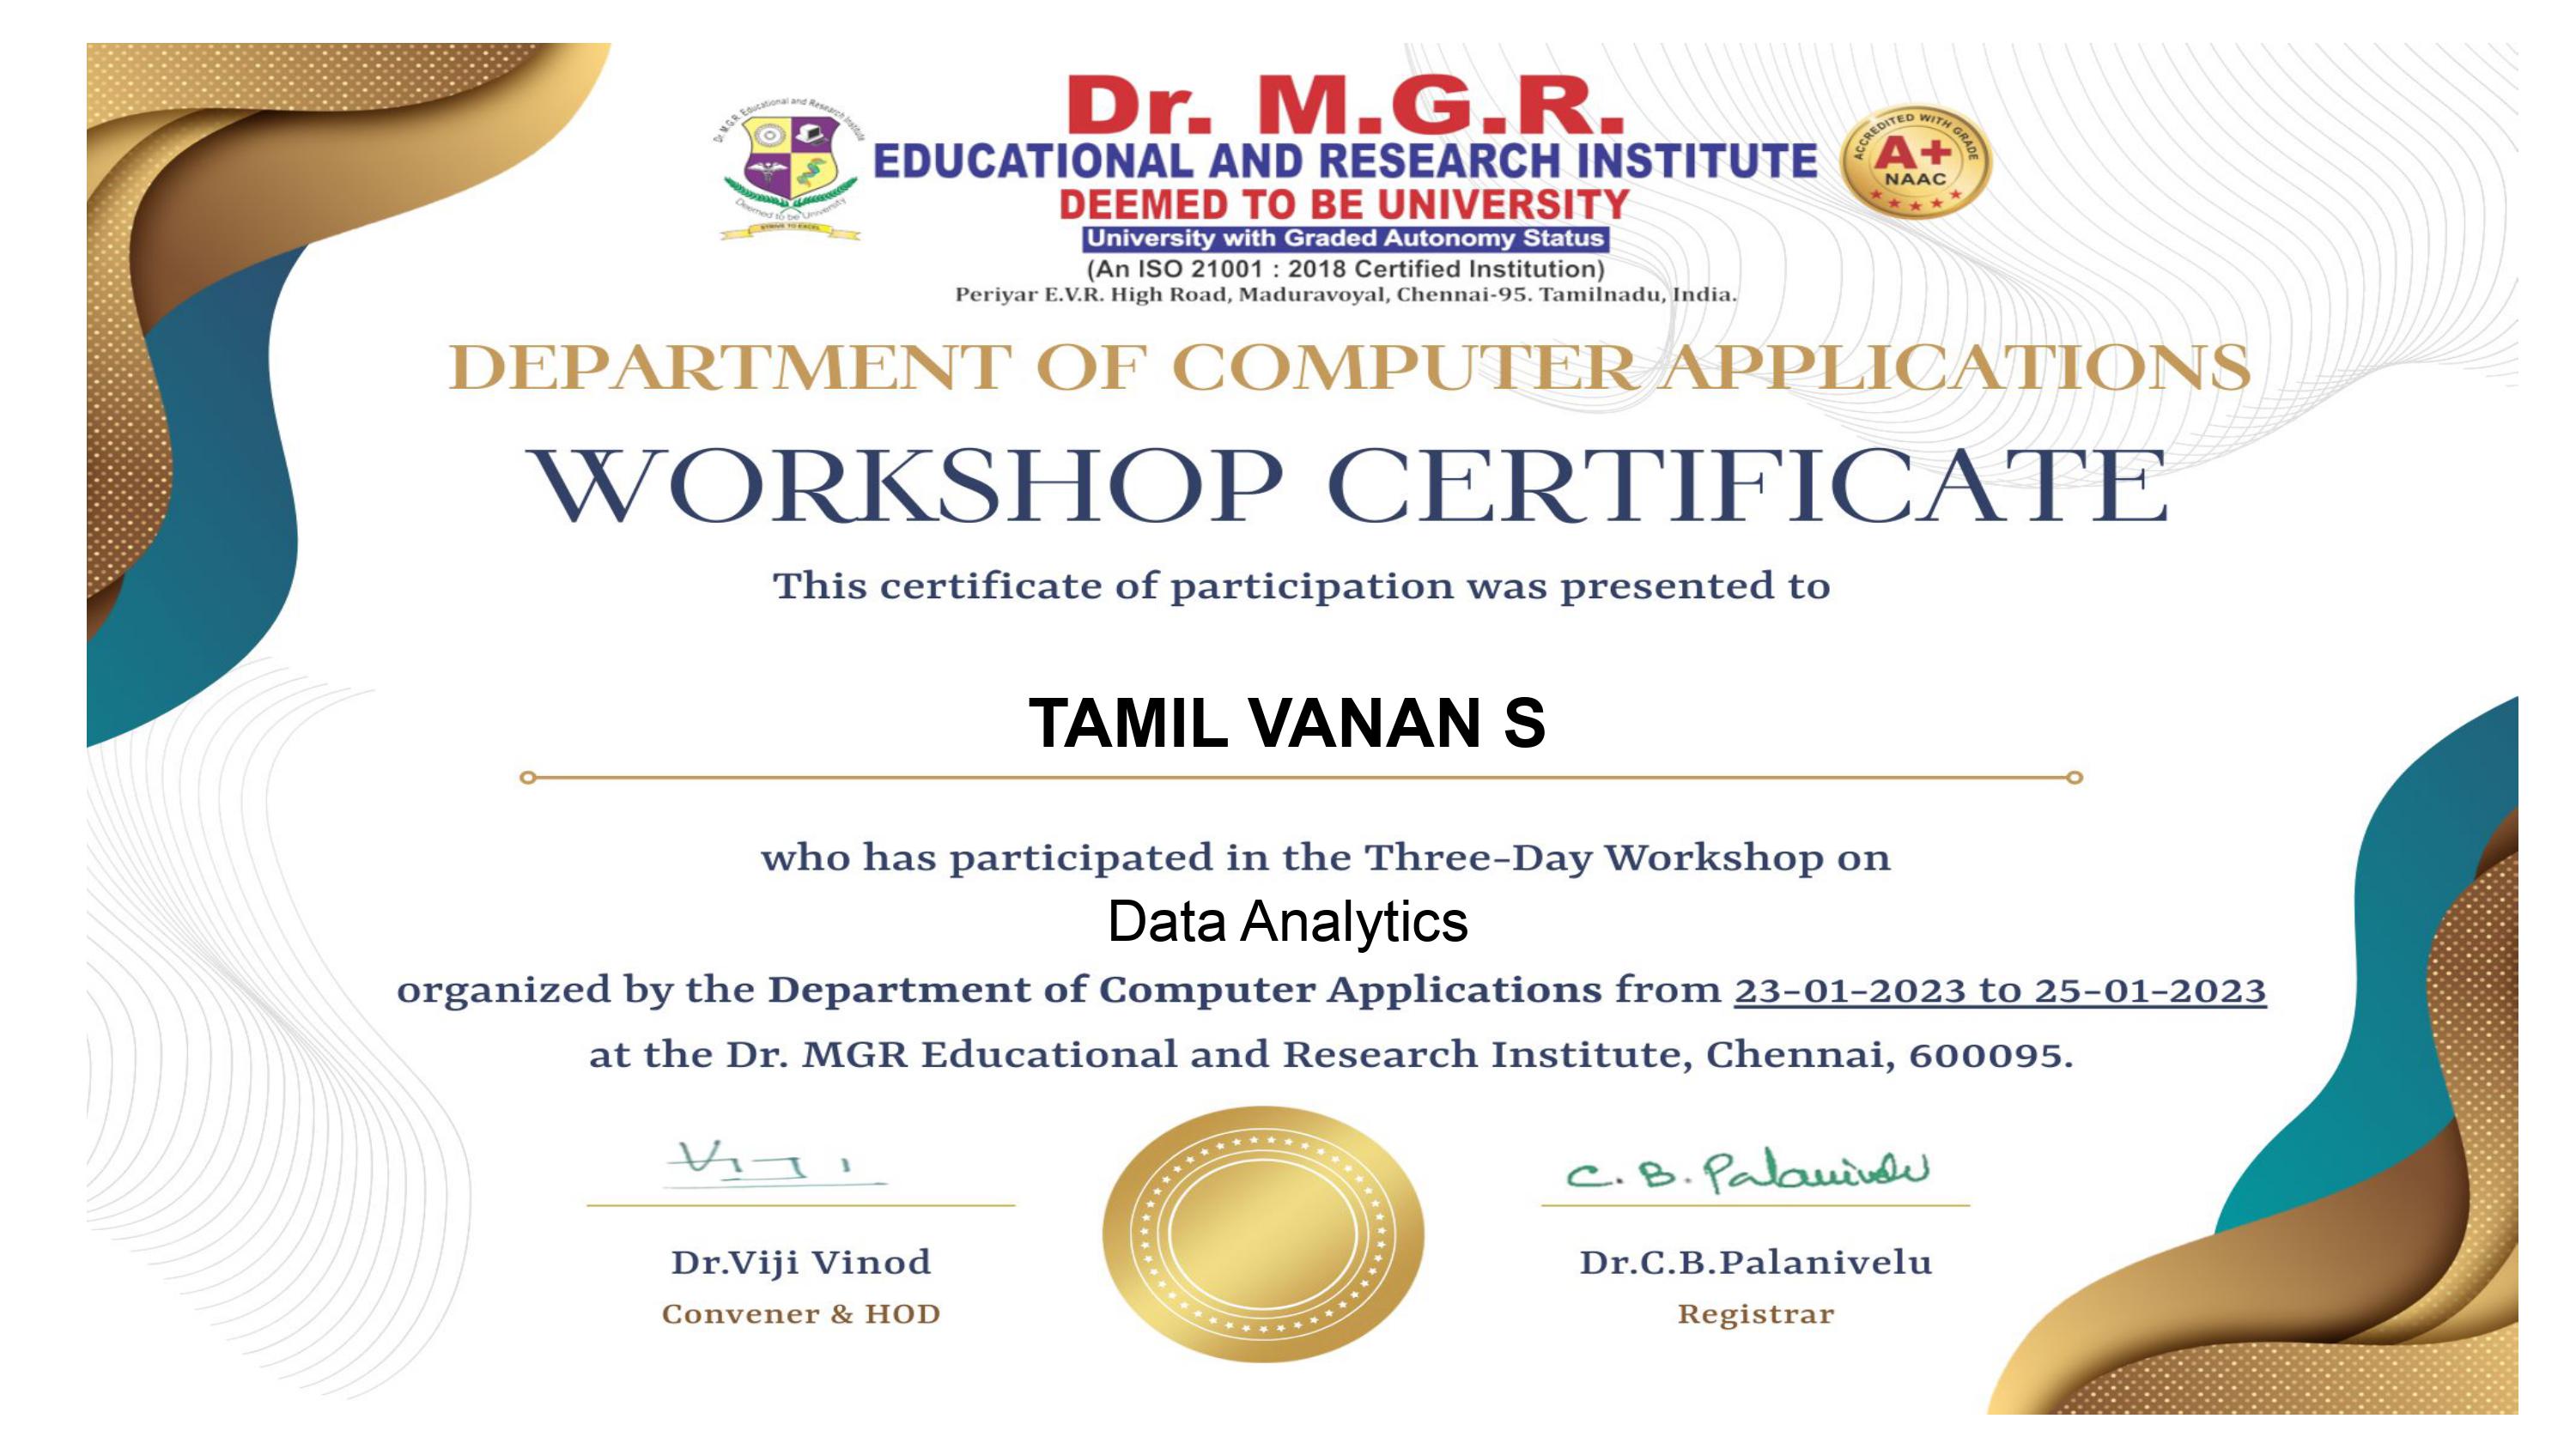 Dr. M.G.R. Educational and Research Institute
Deemed to be University
STRIVE TO EXCEL
Dr. M.G.R.
EDUCATIONAL AND RESEARCH INSTITUTE
DEEMED TO BE UNIVERSITY
University with Graded Autonomy Status
(An ISO 21001 : 2018 Certified Institution)
Periyar E.V.R. High Road, Maduravoyal, Chennai-95. Tamilnadu, India.
ACCREDITED WITH GRADE
A+
NAAC
DEPARTMENT OF COMPUTER APPLICATIONS
WORKSHOP CERTIFICATE
This certificate of participation was presented to
TAMIL VANAN S
who has participated in the Three-Day Workshop on
Data Analytics
organized by the Department of Computer Applications from 23-01-2023 to 25-01-2023
at the Dr. MGR Educational and Research Institute, Chennai, 600095.
Viji
C. B. Palanivelu
Dr.Viji Vinod
Dr.C.B.Palanivelu
Convener & HOD
Registrar